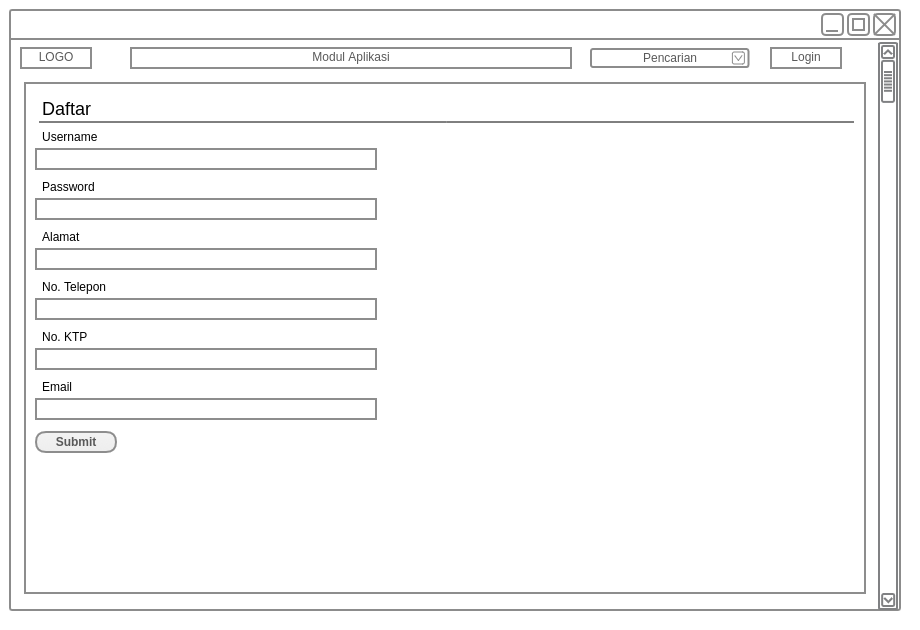 LOGO
Modul Aplikasi
Pencarian
Login
Daftar
Username
Password
Alamat
No. Telepon
No. KTP
Email
Submit